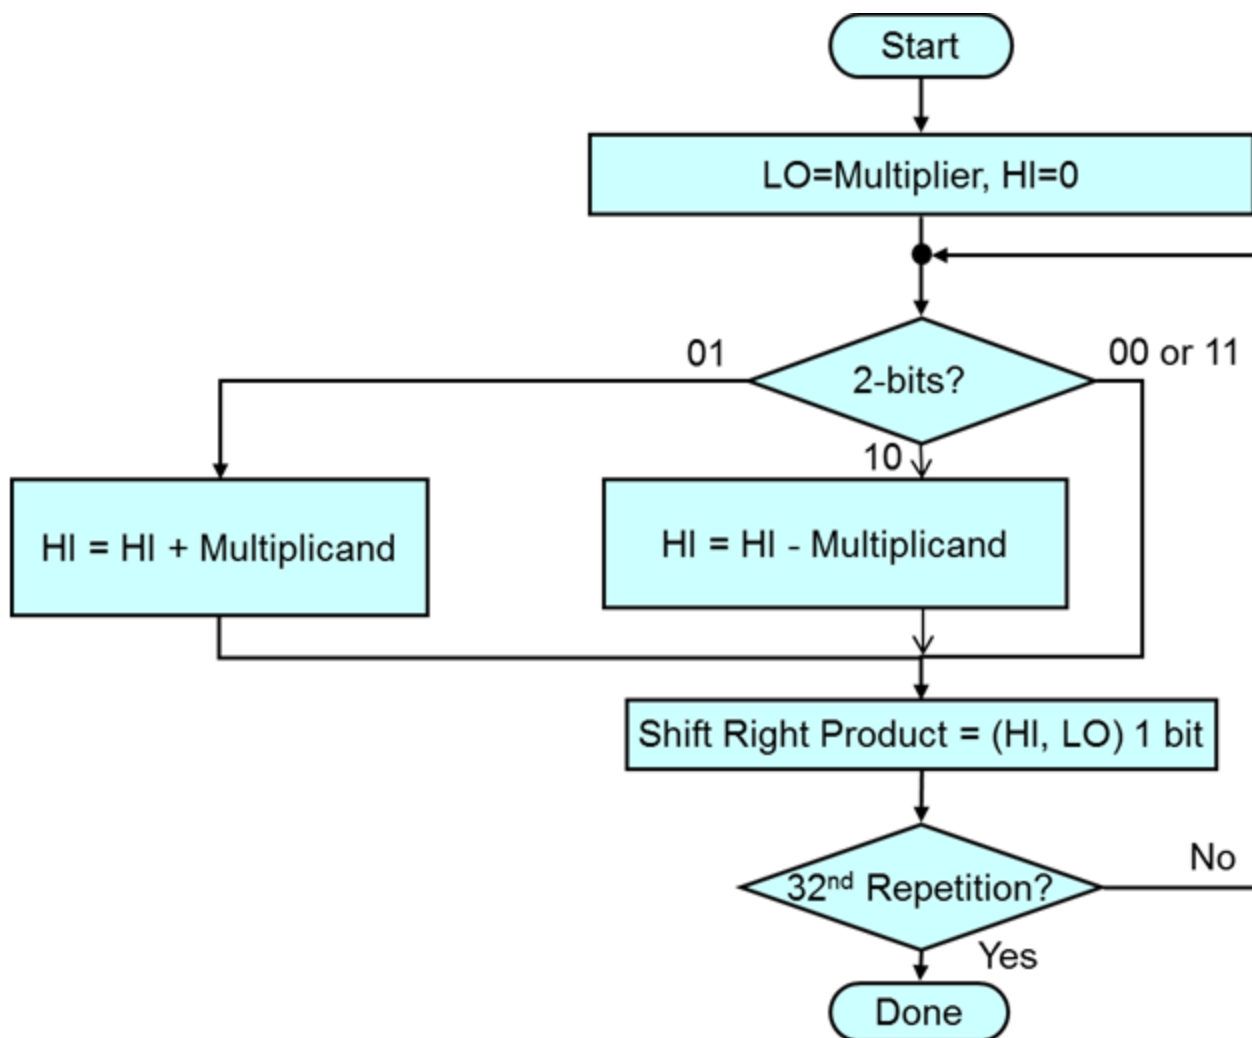 Start
LO=Multiplier, HI=0
01
00 or 11
2-bits?
10
HI = HI + Multiplicand
HI = HI - Multiplicand
Shift Right Product = (HI, LO) 1 bit
No
32nd Repetition?
Yes
Done